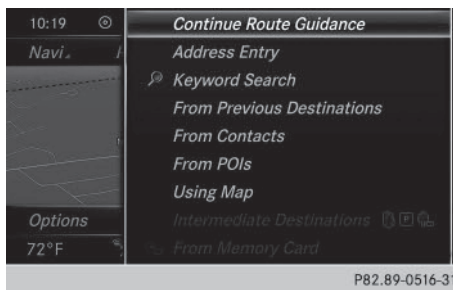 10:19
Continue Route Guidance
Navi
Address Entry
Keyword Search
From Previous Destinations
From Contacts
From POIs
Using Map
Options
Intermediate Destinations
72°F
From Memory Card
P82.89-0516-31